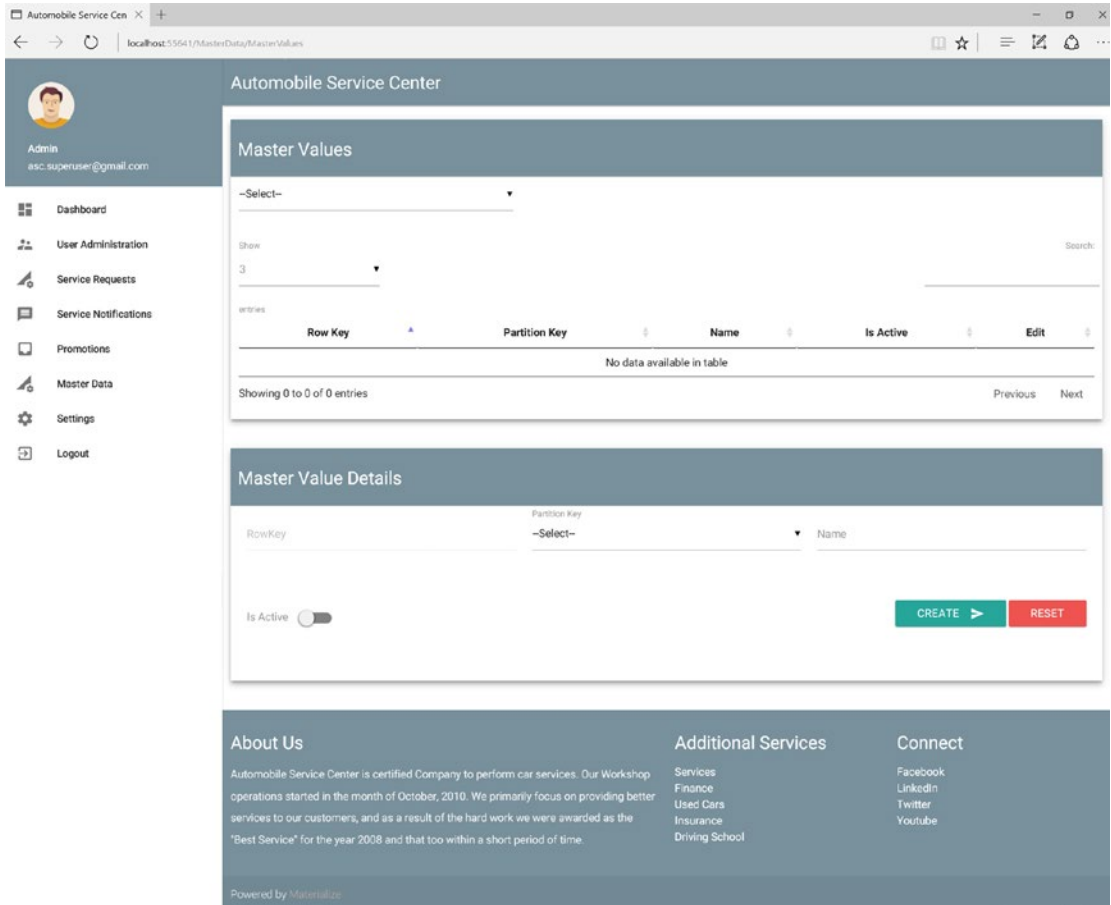 Automobile Service Cen
localhost:55641/MasterData/MasterValues
Admin
asc.superuser@gmail.com
Dashboard
User Administration
Service Requests
Service Notifications
Promotions
Master Data
Settings
Logout
Automobile Service Center
Master Values
--Select--
Show
Search:
3
entries
Row Key Partition Key Name Is Active Edit
No data available in table
Showing 0 to 0 of 0 entries
Previous Next
Master Value Details
Partition Key
RowKey --Select-- Name
Is Active
CREATE RESET
About Us
Automobile Service Center is certified Company to perform car services. Our Workshop
operations started in the month of October, 2010. We primarily focus on providing better
services to our customers, and as a result of the hard work we were awarded as the
"Best Service" for the year 2008 and that too within a short period of time.
Additional Services
Services
Finance
Used Cars
Insurance
Driving School
Connect
Facebook
LinkedIn
Twitter
Youtube
Powered by Materialize